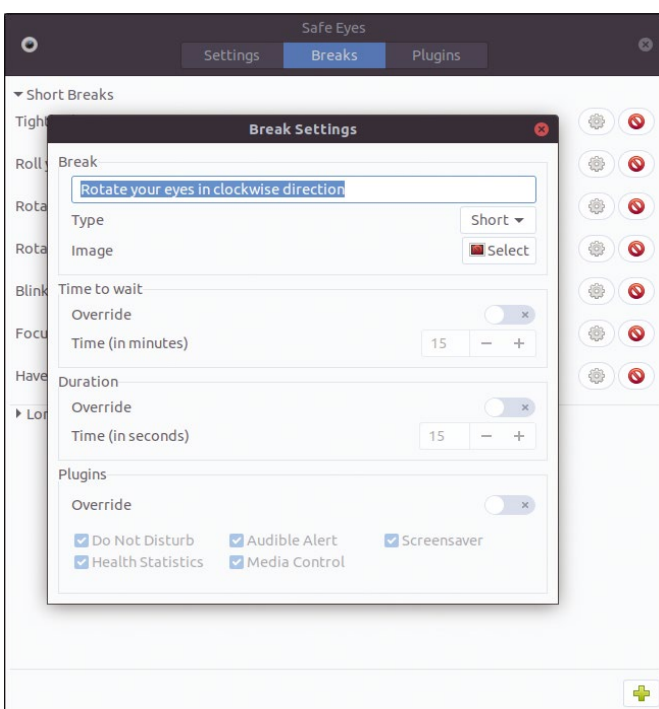 Safe Eyes
Settings Breaks Plugins
Short Breaks
Tight
Break Settings
Roll y
Break
Rotate your eyes in clockwise direction
Rota
Type Short
Rota
Image Select
Blink
Time to wait
Override
Focu
Time (in minutes) 15 − +
Have
Duration
Override
Lon
Time (in seconds) 15 − +
Plugins
Override
Do Not Disturb Audible Alert Screensaver
Health Statistics Media Control